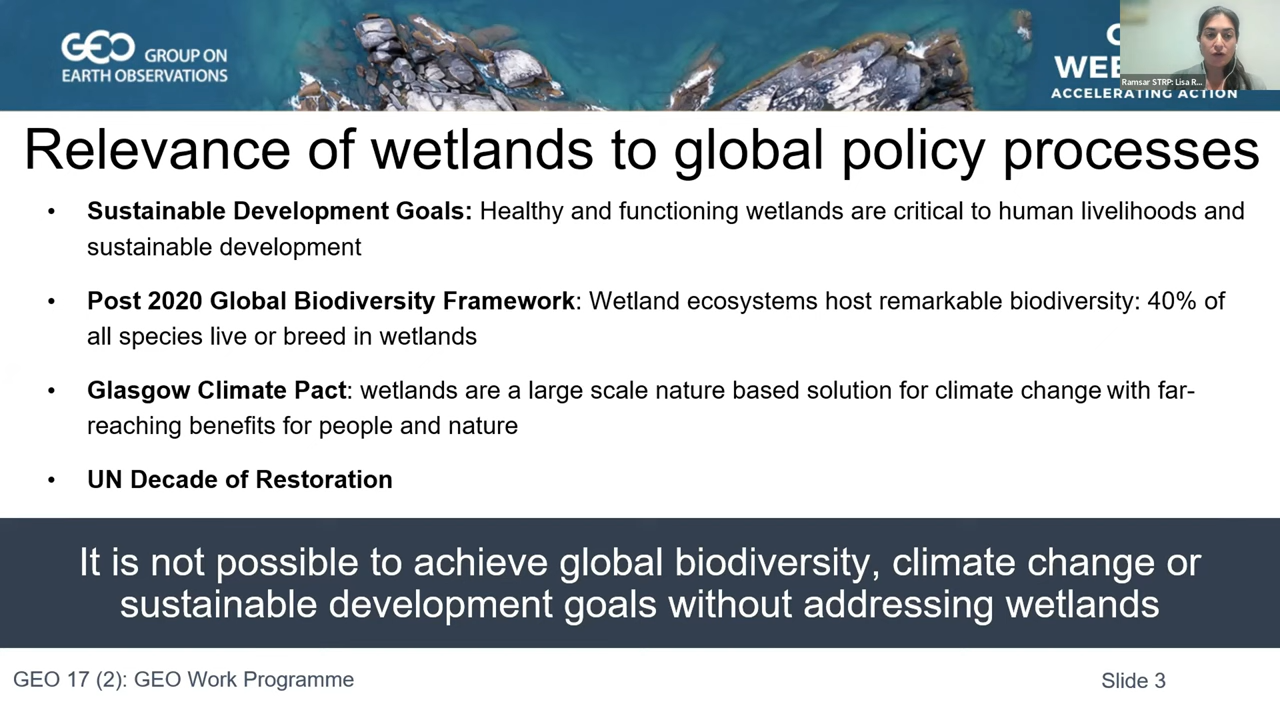 GEO GROUP ON
EARTH OBSERVATIONS
WEE
ACCELERATING ACTION
Ramsar STRP: Lisa R...
Relevance of wetlands to global policy processes
• Sustainable Development Goals: Healthy and functioning wetlands are critical to human livelihoods and
sustainable development
• Post 2020 Global Biodiversity Framework: Wetland ecosystems host remarkable biodiversity: 40% of
all species live or breed in wetlands
• Glasgow Climate Pact: wetlands are a large scale nature based solution for climate change with far-
reaching benefits for people and nature
• UN Decade of Restoration
It is not possible to achieve global biodiversity, climate change or
sustainable development goals without addressing wetlands
GEO 17 (2): GEO Work Programme
Slide 3